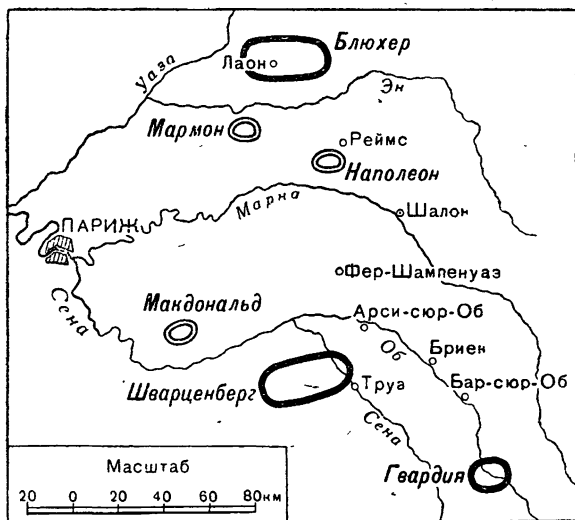 Блюхер
Лаон
Уаза
Эн
Мармон
Реймс
Наполеон
Марна
Шалон
ПАРИЖ
Фер-Шампенуаз
Сена
Макдональд
Арси-сюр-Об
Об
Бриен
Шварценберг
Труа
Бар-сюр-Об
Сена
Гвардия
Масштаб
20 0 20 40 60 80км